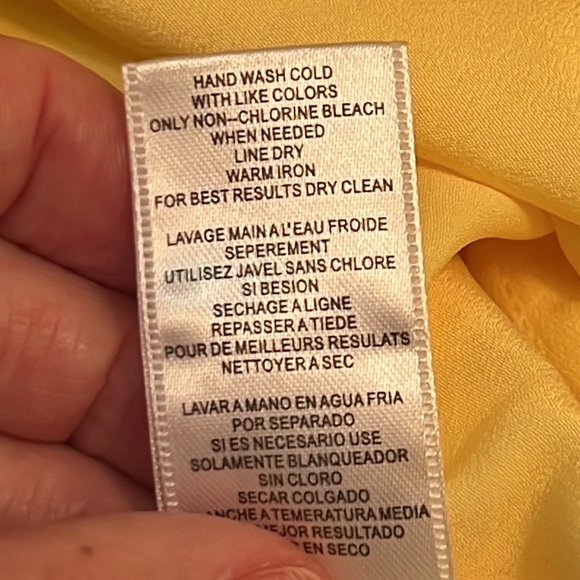 HAND WASH COLD
WITH LIKE COLORS
ONLY NON-CHLORINE BLEACH
WHEN NEEDED
LINE DRY
WARM IRON
FOR BEST RESULTS DRY CLEAN
LAVAGE MAIN A L'EAU FROIDE
SEPEREMENT
UTILISEZ JAVEL SANS CHLORE
SI BESION
SECHAGE A LIGNE
REPASSER A TIEDE
POUR DE MEILLEURS RESULATS
NETTOYER A SEC
LAVAR A MANO EN AGUA FRIA
POR SEPARADO
SI ES NECESARIO USE
SOLAMENTE BLANQUEADOR
SIN CLORO
SECAR COLGADO
A TEMERATURA MEDIA
RESULTADO
EN SECO